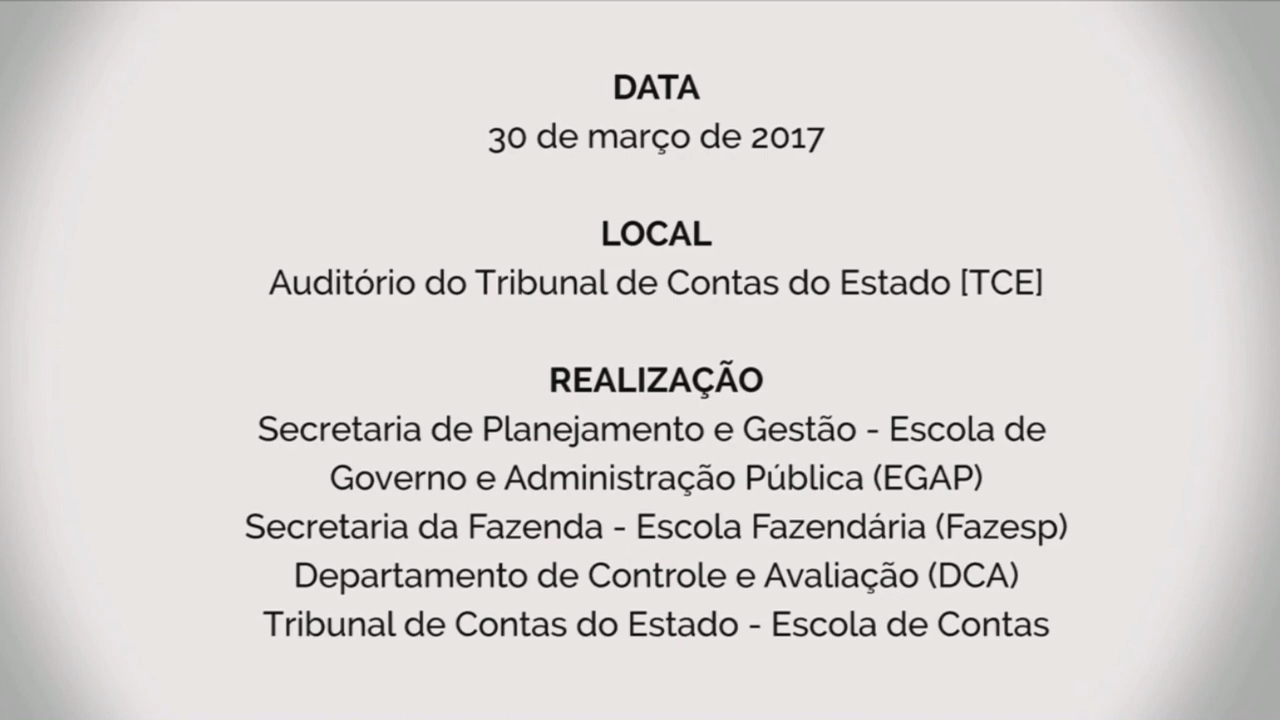 DATA
30 de março de 2017
LOCAL
Auditório do Tribunal de Contas do Estado [TCE]
REALIZAÇÃO
Secretaria de Planejamento e Gestão - Escola de
Governo e Administração Pública (EGAP)
Secretaria da Fazenda - Escola Fazendária (Fazesp)
Departamento de Controle e Avaliação (DCA)
Tribunal de Contas do Estado - Escola de Contas